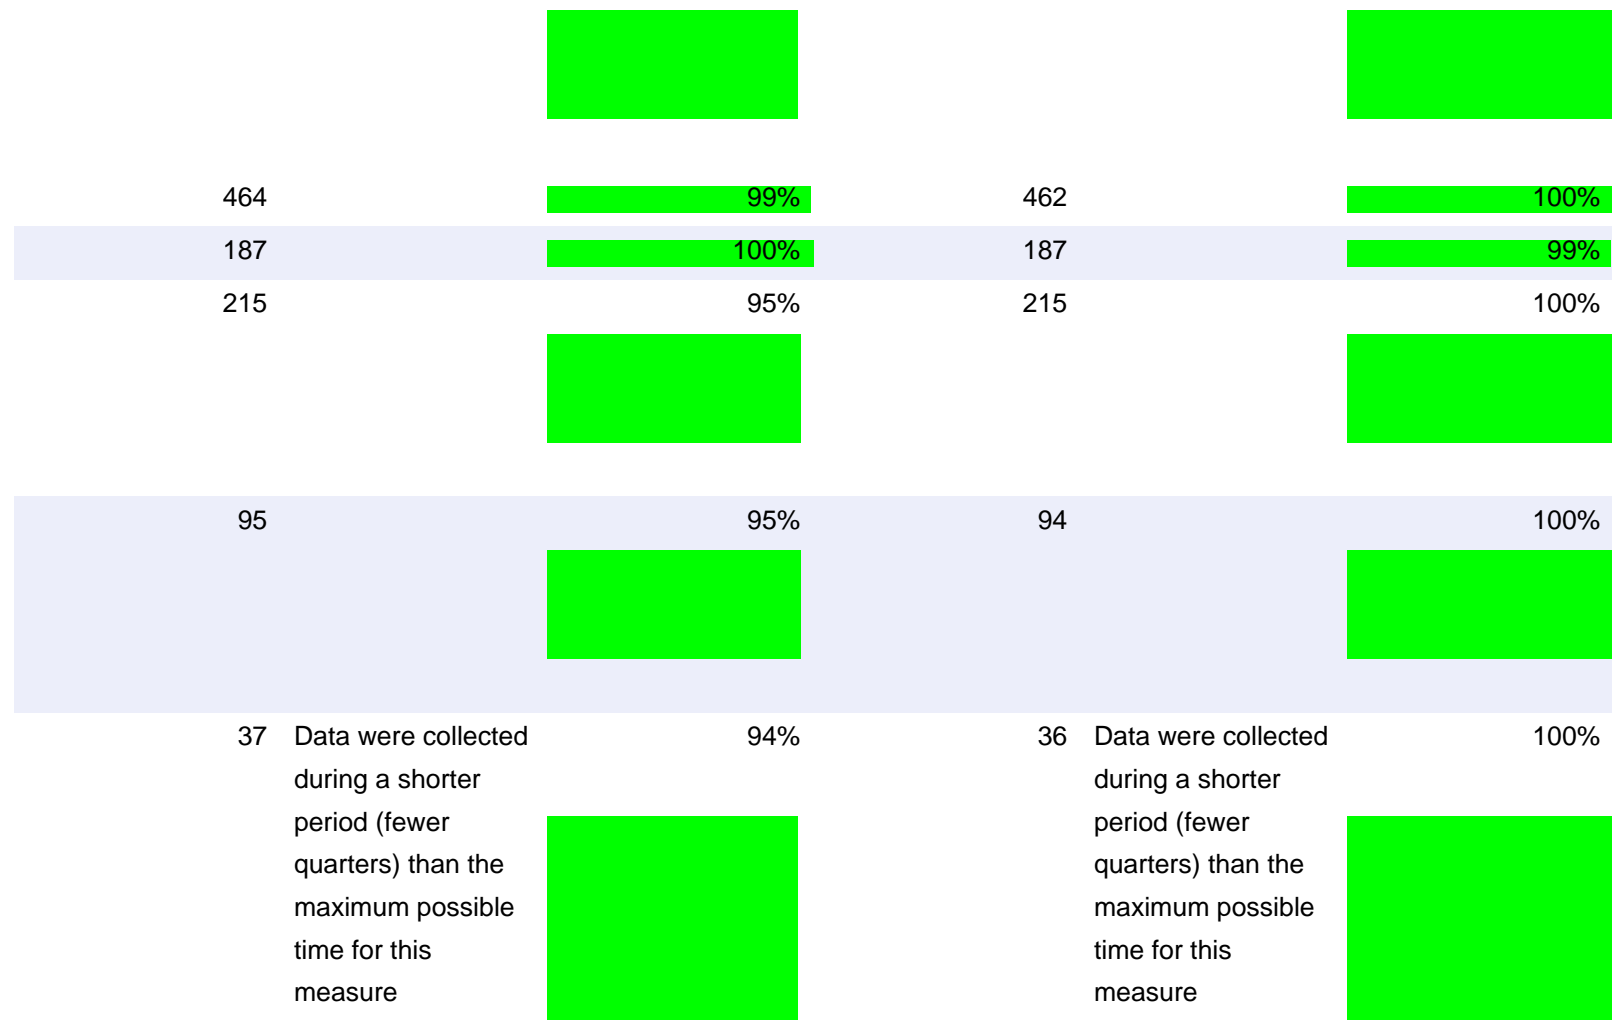 464 99% 462 100%
187 100% 187 99%
215 95% 215 100%
95 95% 94 100%
37 Data were collected 94% 36 Data were collected 100%
during a shorter during a shorter
period (fewer period (fewer
quarters) than the quarters) than the
maximum possible maximum possible
time for this time for this
measure measure